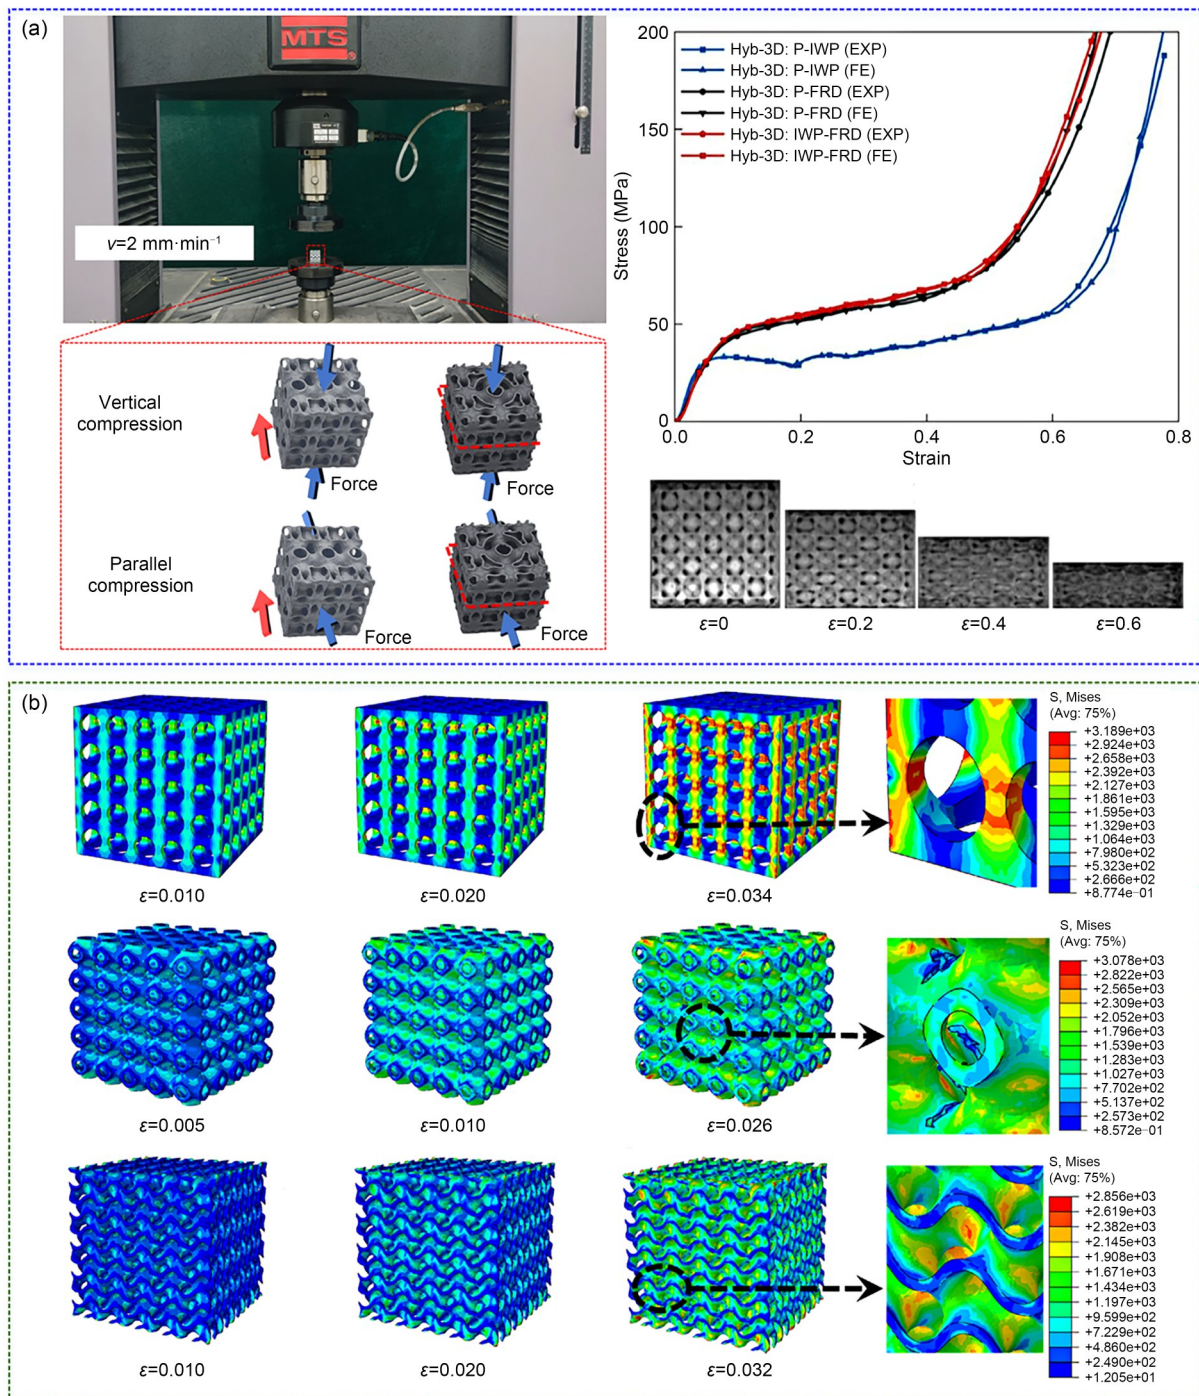 (a)
MTS
®
v=2 mm·min⁻¹
Vertical
compression
Force
Parallel
compression
Force
Force
Force
200
150
100
50
0
0.0
0.2
0.4
0.6
0.8
Stress (MPa)
Strain
Hyb-3D: P-IWP (EXP)
Hyb-3D: P-IWP (FE)
Hyb-3D: P-FRD (EXP)
Hyb-3D: P-FRD (FE)
Hyb-3D: IWP-FRD (EXP)
Hyb-3D: IWP-FRD (FE)
ε=0
ε=0.2
ε=0.4
ε=0.6
(b)
ε=0.010
ε=0.020
ε=0.034
S, Mises
(Avg: 75%)
+3.189e+03
+2.924e+03
+2.658e+03
+2.392e+03
+2.127e+03
+1.861e+03
+1.595e+03
+1.329e+03
+1.064e+03
+7.980e+02
+5.323e+02
+2.666e+02
+8.774e−01
ε=0.005
ε=0.010
ε=0.026
S, Mises
(Avg: 75%)
+3.078e+03
+2.822e+03
+2.565e+03
+2.309e+03
+2.052e+03
+1.796e+03
+1.539e+03
+1.283e+03
+1.027e+03
+7.702e+02
+5.137e+02
+2.573e+02
+8.572e−01
ε=0.010
ε=0.020
ε=0.032
S, Mises
(Avg: 75%)
+2.856e+03
+2.619e+03
+2.382e+03
+2.145e+03
+1.908e+03
+1.671e+03
+1.434e+03
+1.197e+03
+9.599e+02
+7.229e+02
+4.860e+02
+2.490e+02
+1.205e+01